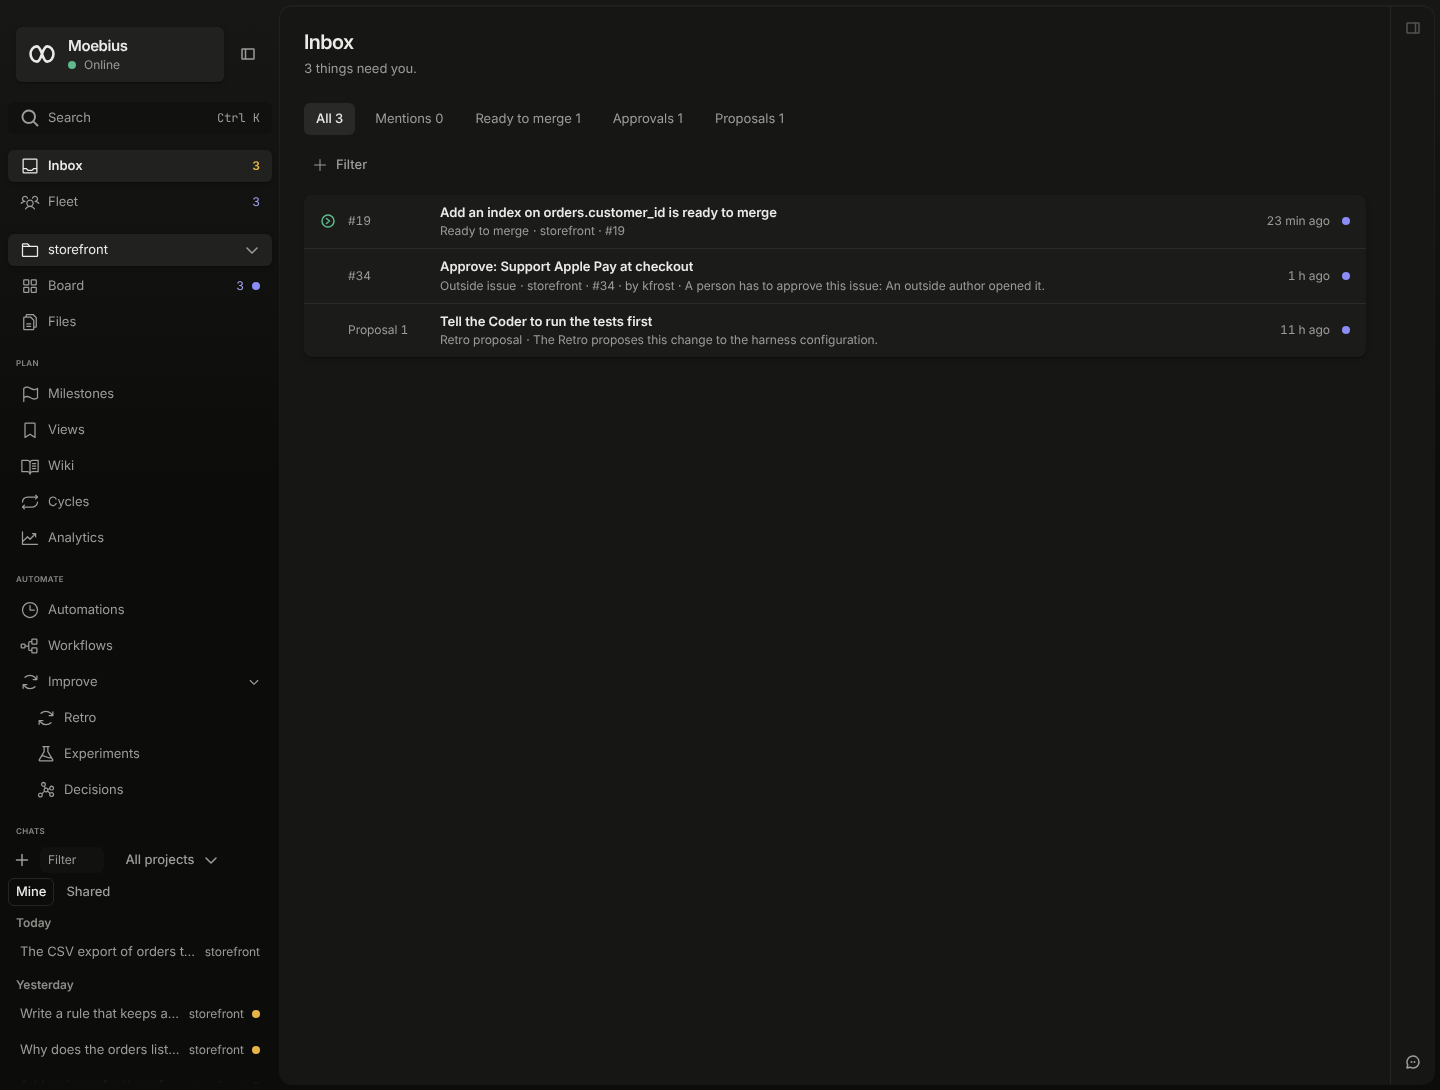 Moebius
Online
Search Ctrl K
Inbox 3
Fleet 3
storefront
Board 3
Files
PLAN
Milestones
Views
Wiki
Cycles
Analytics
AUTOMATE
Automations
Workflows
Improve
Retro
Experiments
Decisions
CHATS
Filter All projects
Mine Shared
Today
The CSV export of orders t... storefront
Yesterday
Write a rule that keeps a... storefront
Why does the orders list... storefront
Inbox
3 things need you.
All 3 Mentions 0 Ready to merge 1 Approvals 1 Proposals 1
Filter
#19 Add an index on orders.customer_id is ready to merge 23 min ago
Ready to merge · storefront · #19
#34 Approve: Support Apple Pay at checkout 1 h ago
Outside issue · storefront · #34 · by kfrost · A person has to approve this issue: An outside author opened it.
Proposal 1 Tell the Coder to run the tests first 11 h ago
Retro proposal · The Retro proposes this change to the harness configuration.